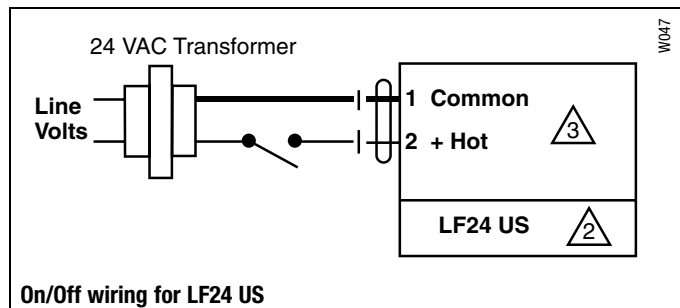 W047
24 VAC Transformer
Line
Volts
1 Common
2 + Hot
3
LF24 US
2
On/Off wiring for LF24 US